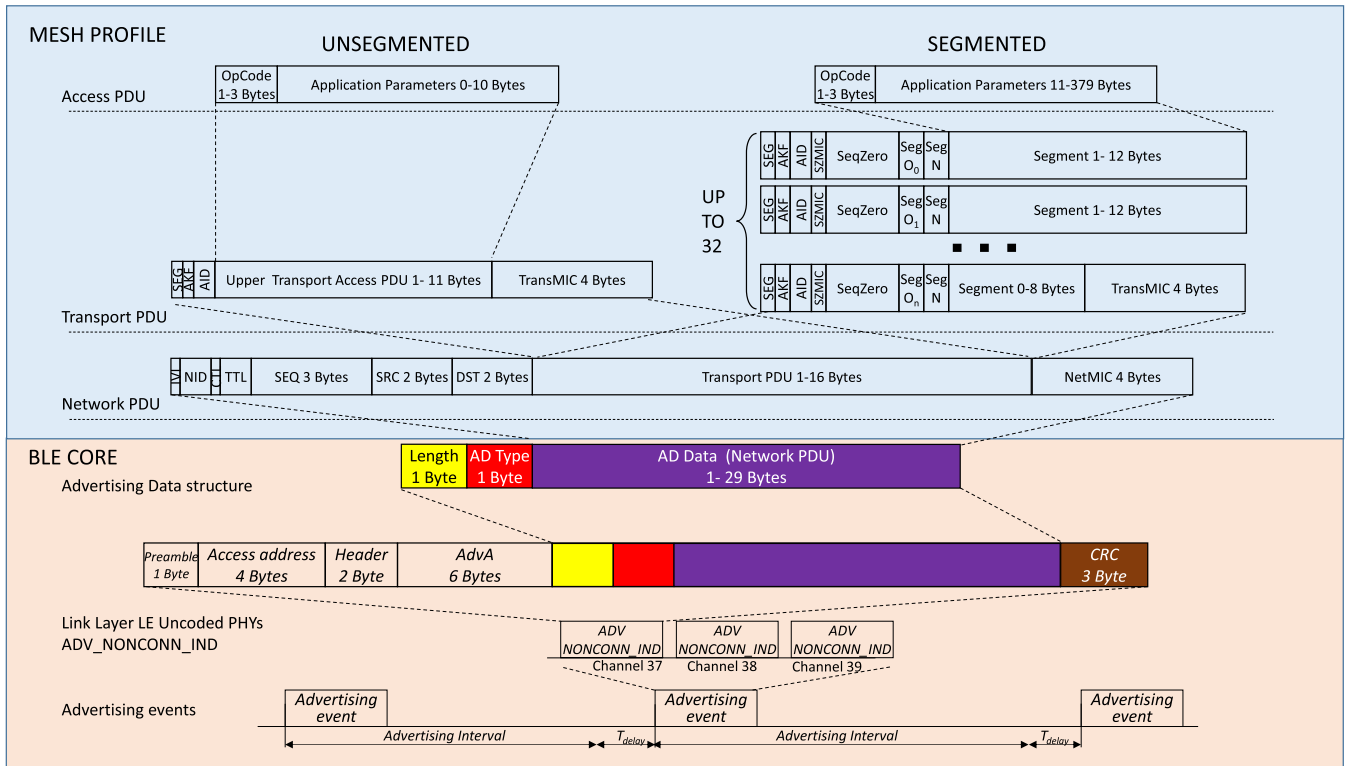 MESH PROFILE
UNSEGMENTED
SEGMENTED
OpCode
1-3 Bytes
Application Parameters 0-10 Bytes
OpCode
1-3 Bytes
Application Parameters 11-379 Bytes
Access PDU
SEG
AKF
AID
SZMIC
SeqZero
Seg
O0
Seg
N
Segment 1- 12 Bytes
UP
TO
32
SEG
AKF
AID
SZMIC
SeqZero
Seg
O1
Seg
N
Segment 1- 12 Bytes
SEG
AKF
AID
Upper Transport Access PDU 1- 11 Bytes
TransMIC 4 Bytes
SEG
AKF
AID
SZMIC
SeqZero
Seg
On
Seg
N
Segment 0-8 Bytes
TransMIC 4 Bytes
Transport PDU
IVI
NID
CTL
TTL
SEQ 3 Bytes
SRC 2 Bytes
DST 2 Bytes
Transport PDU 1-16 Bytes
NetMIC 4 Bytes
Network PDU
BLE CORE
Length
1 Byte
AD Type
1 Byte
AD Data (Network PDU)
1- 29 Bytes
Advertising Data structure
Preamble
1 Byte
Access address
4 Bytes
Header
2 Byte
AdvA
6 Bytes
CRC
3 Byte
Link Layer LE Uncoded PHYs
ADV_NONCONN_IND
ADV
NONCONN_IND
ADV
NONCONN_IND
ADV
NONCONN_IND
Channel 37
Channel 38
Channel 39
Advertising events
Advertising
event
Advertising
event
Advertising
event
Advertising Interval
Tdelay
Advertising Interval
Tdelay